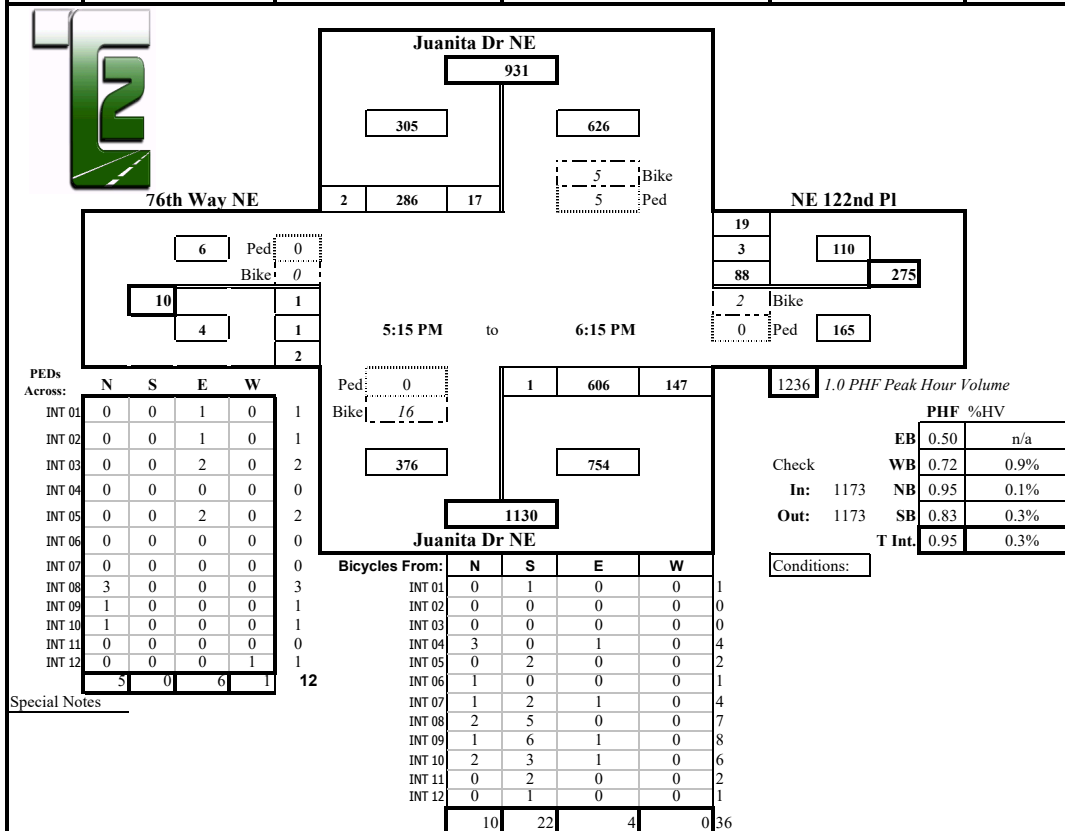 T2
Juanita Dr NE
931
305 626
5 Bike
5 Ped
76th Way NE
2 286 17
NE 122nd Pl
19
6 Ped 0
3 110
Bike 0
88 275
10 1
2 Bike
4 1
5:15 PM to 6:15 PM
0 Ped 165
2
PEDs
Across: N S E W
INT 01 0 0 1 0 1
INT 02 0 0 1 0 1
INT 03 0 0 2 0 2
INT 04 0 0 0 0 0
INT 05 0 0 2 0 2
INT 06 0 0 0 0 0
INT 07 0 0 0 0 0
INT 08 3 0 0 0 3
INT 09 1 0 0 0 1
INT 10 1 0 0 0 1
INT 11 0 0 0 0 0
INT 12 0 0 0 1 1
5 0 6 1 12
Special Notes
Ped 0
Bike 16
1 606 147
376 754
1130
Juanita Dr NE
1236 1.0 PHF Peak Hour Volume
PHF %HV
EB 0.50 n/a
Check WB 0.72 0.9%
In: 1173 NB 0.95 0.1%
Out: 1173 SB 0.83 0.3%
T Int. 0.95 0.3%
Conditions:
Bicycles From: N S E W
INT 01 0 1 0 0 1
INT 02 0 0 0 0 0
INT 03 0 0 0 0 0
INT 04 3 0 1 0 4
INT 05 0 2 0 0 2
INT 06 1 0 0 0 1
INT 07 1 2 1 0 4
INT 08 2 5 0 0 7
INT 09 1 6 1 0 8
INT 10 2 3 1 0 6
INT 11 0 2 0 0 2
INT 12 0 1 0 0 1
10 22 4 0 36